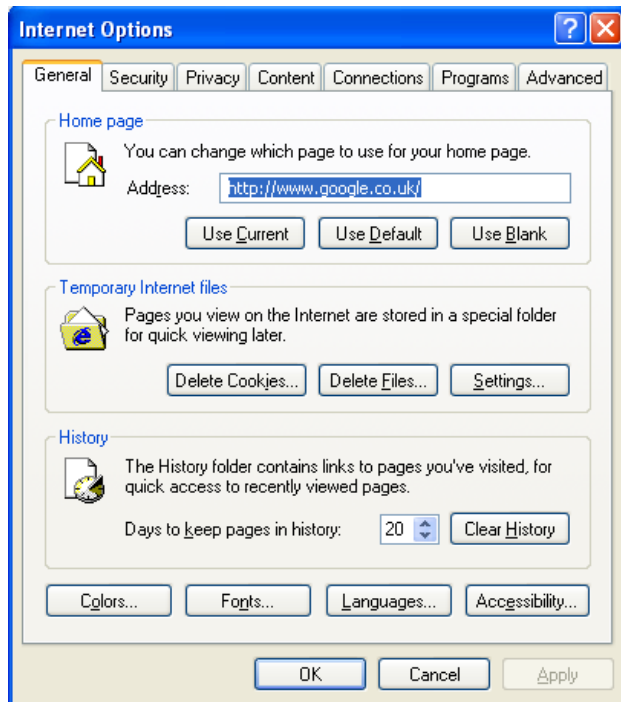 Internet Options
General Security Privacy Content Connections Programs Advanced
Home page
You can change which page to use for your home page.
Address: http://www.google.co.uk/
Use Current Use Default Use Blank
Temporary Internet files
Pages you view on the Internet are stored in a special folder
for quick viewing later.
Delete Cookies... Delete Files... Settings...
History
The History folder contains links to pages you've visited, for
quick access to recently viewed pages.
Days to keep pages in history: 20 Clear History
Colors... Fonts... Languages... Accessibility...
OK Cancel Apply